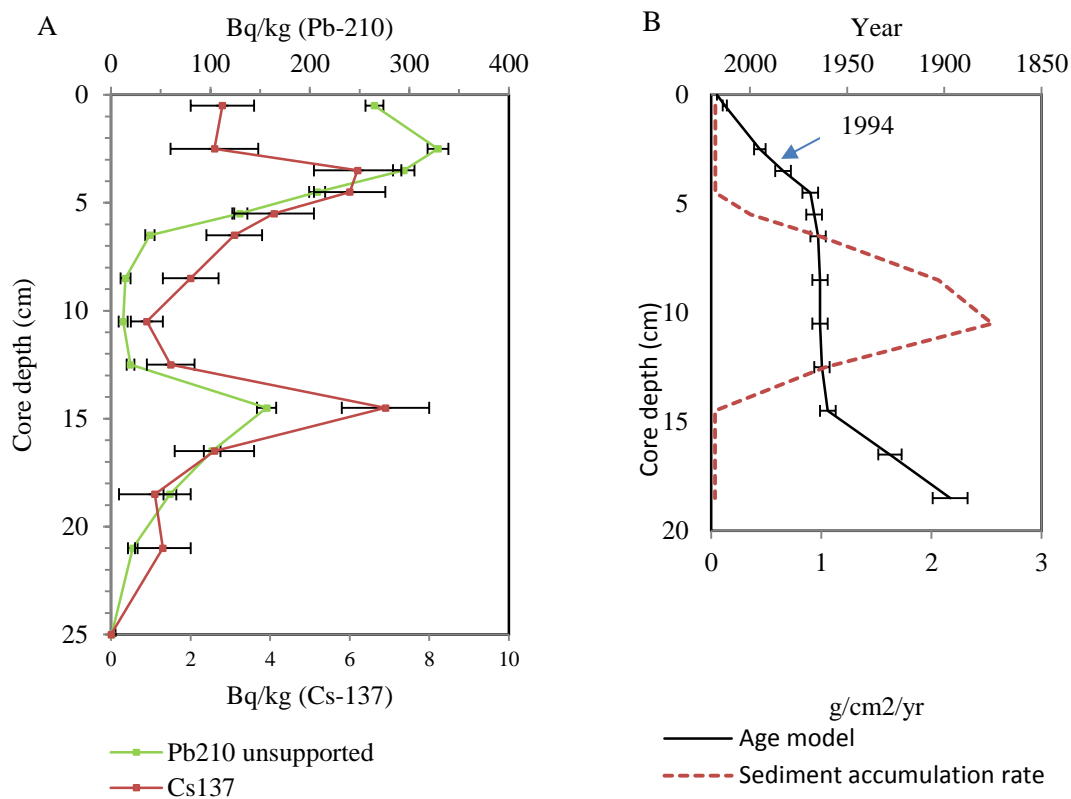 A
Bq/kg (Pb-210)
0 100 200 300 400
0
5
10
15
20
25
Core depth (cm)
0 2 4 6 8 10
Bq/kg (Cs-137)
Pb210 unsupported
Cs137
B
Year
2000 1950 1900 1850
1994
0
5
10
15
20
Core depth (cm)
0 1 2 3
g/cm2/yr
Age model
Sediment accumulation rate